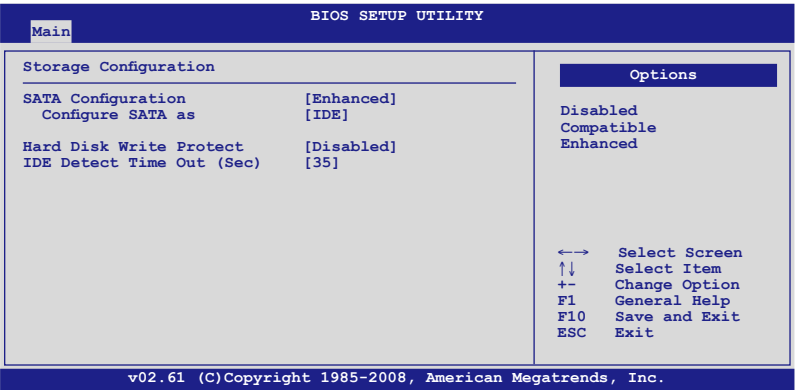 BIOS SETUP UTILITY
Main
Storage Configuration
SATA Configuration [Enhanced]
Configure SATA as [IDE]
Hard Disk Write Protect [Disabled]
IDE Detect Time Out (Sec) [35]
Options
Disabled
Compatible
Enhanced
←→ Select Screen
↑↓ Select Item
+- Change Option
F1 General Help
F10 Save and Exit
ESC Exit
v02.61 (C)Copyright 1985-2008, American Megatrends, Inc.